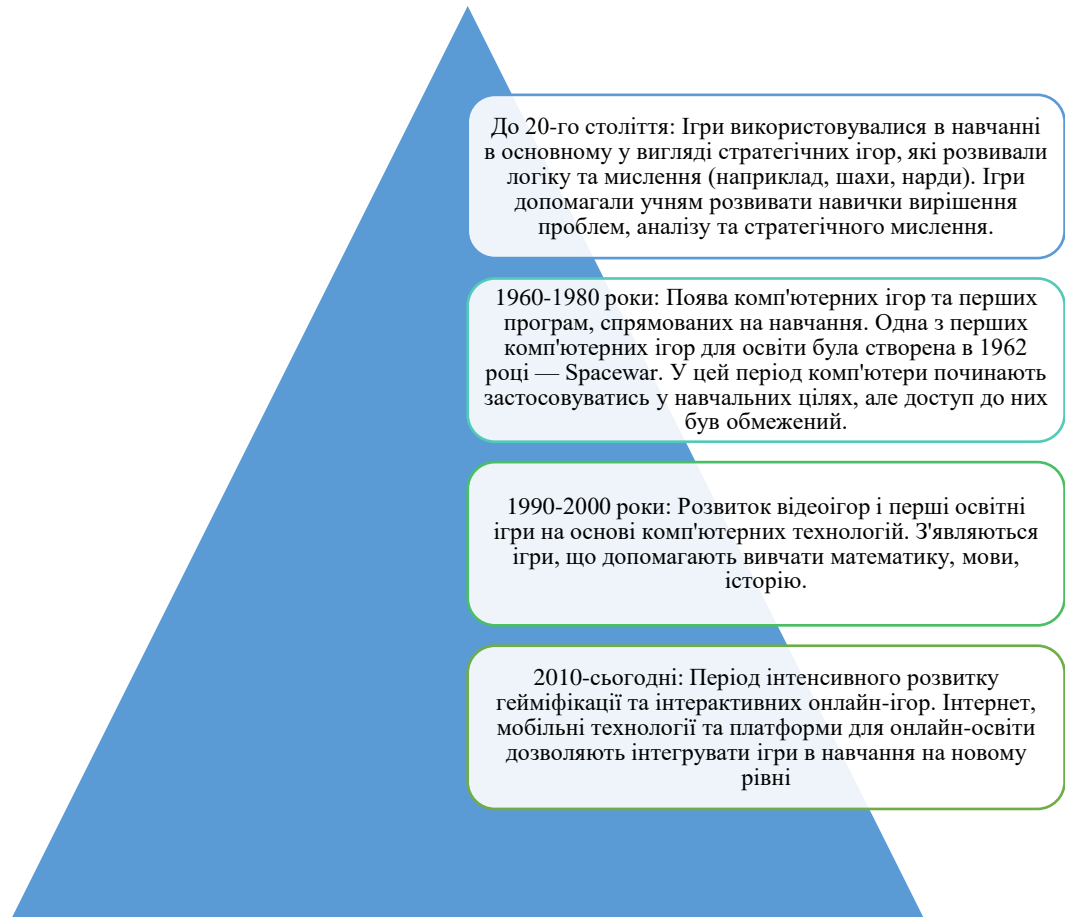 До 20-го століття: Ігри використовувалися в навчанні
в основному у вигляді стратегічних ігор, які розвивали
логіку та мислення (наприклад, шахи, нарди). Ігри
допомагали учням розвивати навички вирішення
проблем, аналізу та стратегічного мислення.
1960-1980 роки: Поява комп'ютерних ігор та перших
програм, спрямованих на навчання. Одна з перших
комп'ютерних ігор для освіти була створена в 1962
році — Spacewar. У цей період комп'ютери починають
застосовуватись у навчальних цілях, але доступ до них
був обмежений.
1990-2000 роки: Розвиток відеоігор і перші освітні
ігри на основі комп'ютерних технологій. З'являються
ігри, що допомагають вивчати математику, мови,
історію.
2010-сьогодні: Період інтенсивного розвитку
гейміфікації та інтерактивних онлайн-ігор. Інтернет,
мобільні технології та платформи для онлайн-освіти
дозволяють інтегрувати ігри в навчання на новому
рівні